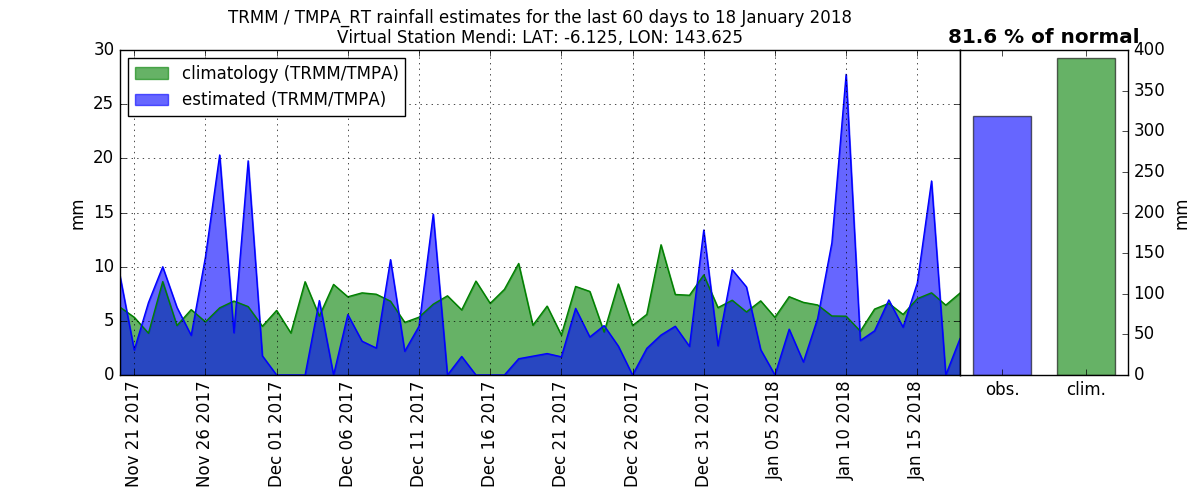 TRMM / TMPA_RT rainfall estimates for the last 60 days to 18 January 2018
Virtual Station Mendi: LAT: -6.125, LON: 143.625
81.6 % of normal
climatology (TRMM/TMPA)
estimated (TRMM/TMPA)
30
25
20
15
10
5
0
mm
400
350
300
250
200
150
100
50
0
mm
Nov 21 2017
Nov 26 2017
Dec 01 2017
Dec 06 2017
Dec 11 2017
Dec 16 2017
Dec 21 2017
Dec 26 2017
Dec 31 2017
Jan 05 2018
Jan 10 2018
Jan 15 2018
obs.
clim.